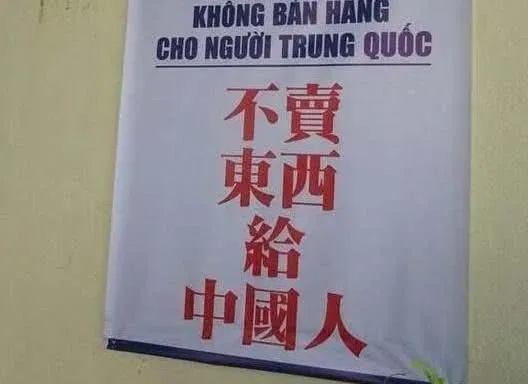 KHÔNG BÁN HÀNG
CHO NGƯỜI TRUNG QUỐC
不賣
東西
給
中國人